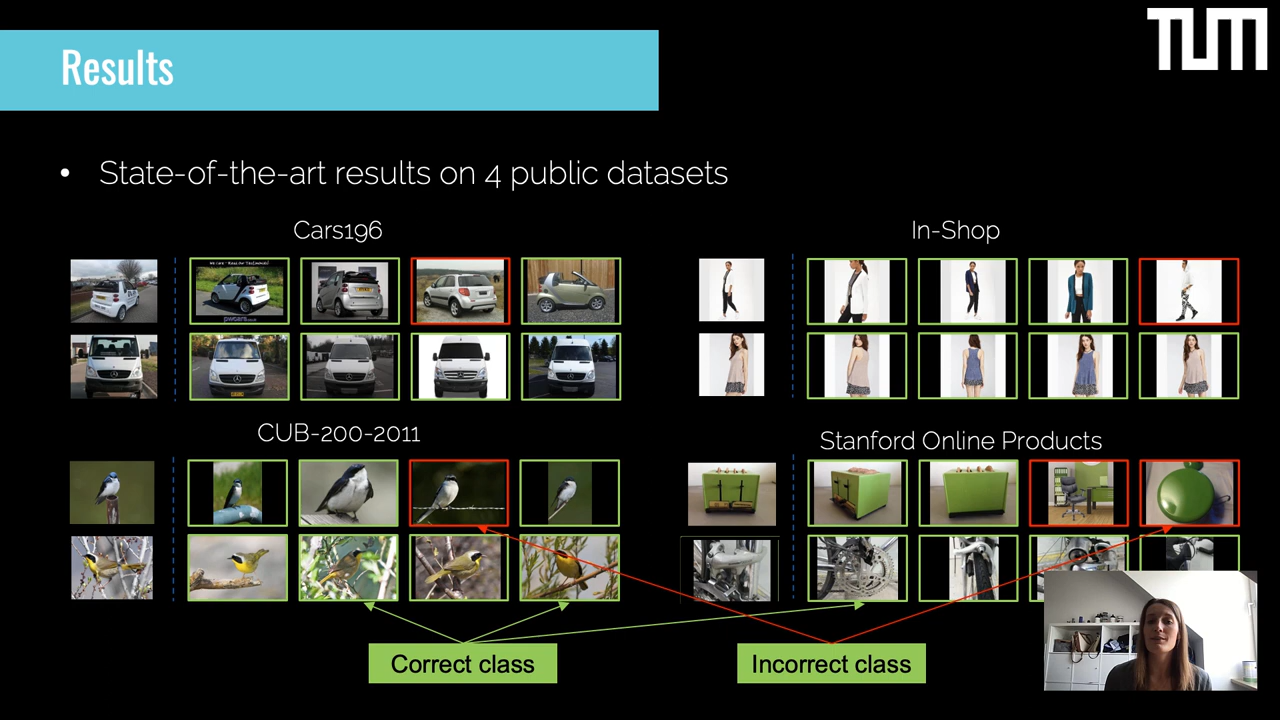 TUM
Results
• State-of-the-art results on 4 public datasets
Cars196
In-Shop
CUB-200-2011
Stanford Online Products
Correct class
Incorrect class